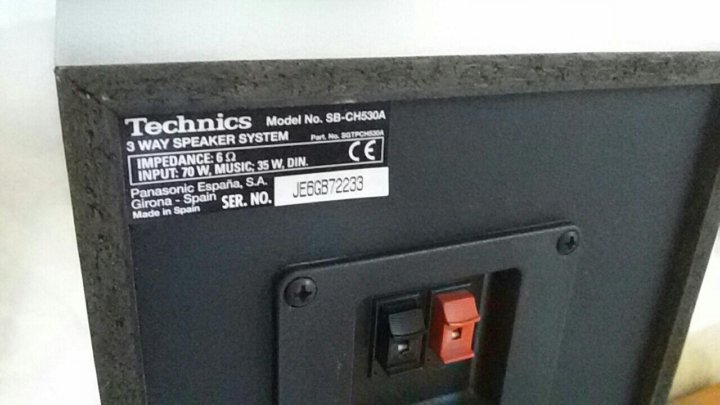 Technics Model No. SB-CH530A
3 WAY SPEAKER SYSTEM Part. No. SGTPCH530A
IMPEDANCE: 6 Ω
INPUT: 70 W, MUSIC; 35 W, DIN.
CE
Panasonic España, S.A.
Girona - Spain
Made in Spain
SER. NO. JE6GB72233